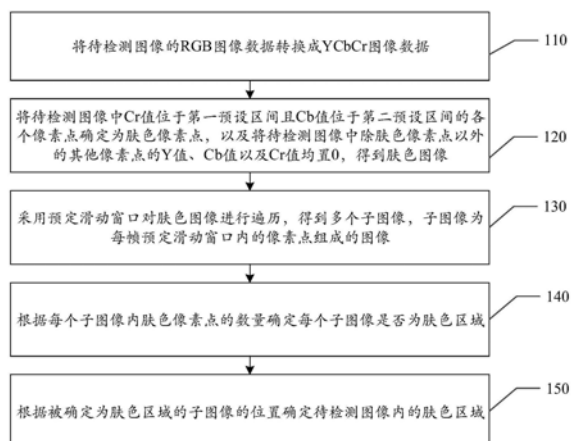 将待检测图像的RGB图像数据转换成YCbCr图像数据
110
将待检测图像中Cr值位于第一预设区间且Cb值位于第二预设区间的各
个像素点确定为肤色像素点，以及将待检测图像中除肤色像素点以外
的其他像素点的Y值、Cb值以及Cr值均置0，得到肤色图像
120
采用预定滑动窗口对肤色图像进行遍历，得到多个子图像，子图像为
每帧预定滑动窗口内的像素点组成的图像
130
根据每个子图像内肤色像素点的数量确定每个子图像是否为肤色区域
140
根据被确定为肤色区域的子图像的位置确定待检测图像内的肤色区域
150